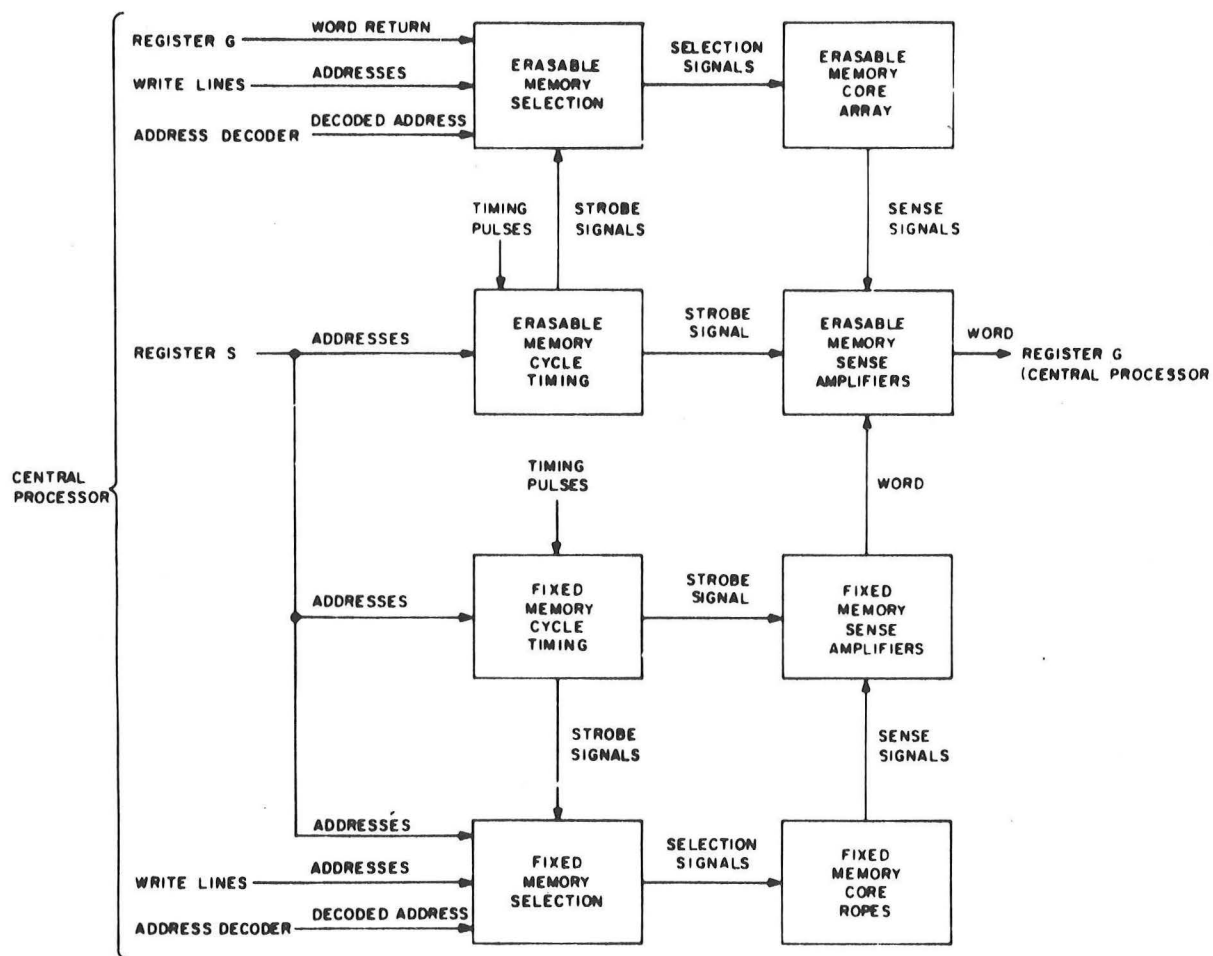 REGISTER G
WORD RETURN
WRITE LINES
ADDRESSES
ADDRESS DECODER
DECODED ADDRESS
ERASABLE
MEMORY
SELECTION
SELECTION
SIGNALS
ERASABLE
MEMORY
CORE
ARRAY
TIMING
PULSES
STROBE
SIGNALS
SENSE
SIGNALS
REGISTER S
ADDRESSES
ERASABLE
MEMORY
CYCLE
TIMING
STROBE
SIGNAL
ERASABLE
MEMORY
SENSE
AMPLIFIERS
WORD
REGISTER G
(CENTRAL PROCESSOR
CENTRAL
PROCESSOR
TIMING
PULSES
WORD
ADDRESSES
FIXED
MEMORY
CYCLE
TIMING
STROBE
SIGNAL
FIXED
MEMORY
SENSE
AMPLIFIERS
STROBE
SIGNALS
SENSE
SIGNALS
ADDRESSES
WRITE LINES
ADDRESSES
ADDRESS DECODER
DECODED ADDRESS
FIXED
MEMORY
SELECTION
SELECTION
SIGNALS
FIXED
MEMORY
CORE
ROPES